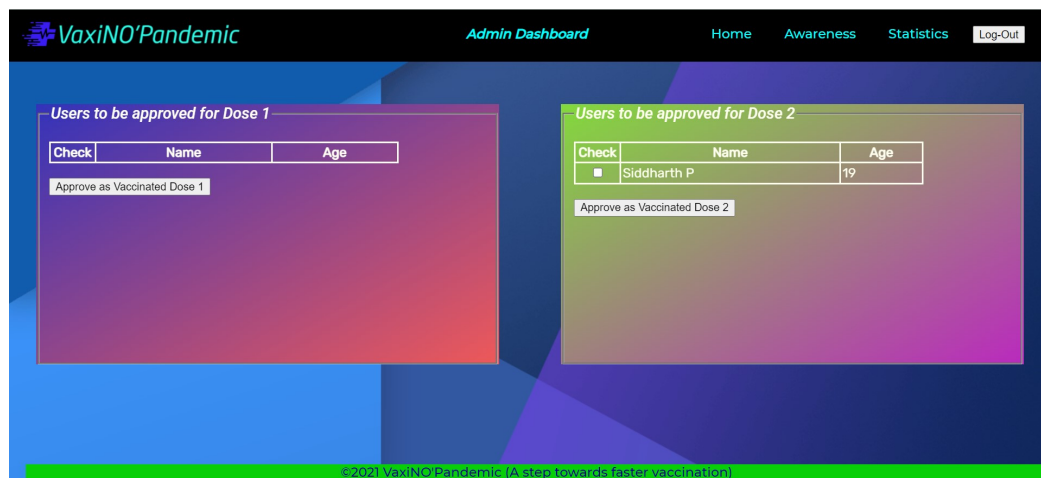 VaxiNO'Pandemic Admin Dashboard Home Awareness Statistics Log-Out
Users to be approved for Dose 1
Check Name Age
Approve as Vaccinated Dose 1
Users to be approved for Dose 2
Check Name Age
Siddharth P 19
Approve as Vaccinated Dose 2
©2021 VaxiNO'Pandemic (A step towards faster vaccination)